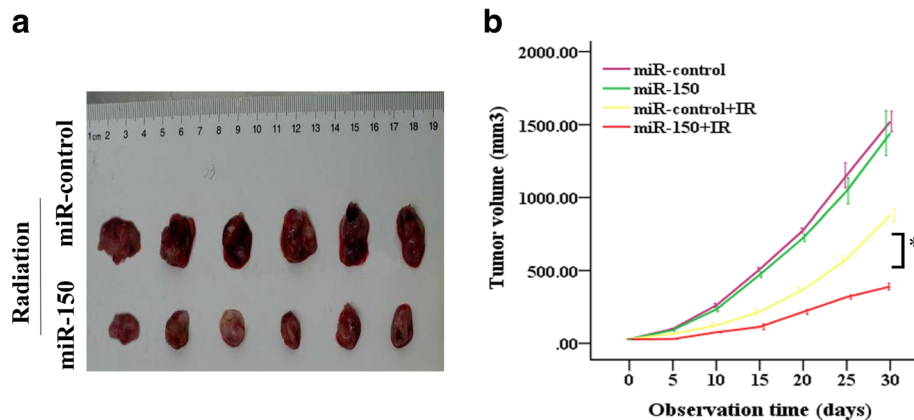 a
miR-control
Radiation
miR-150
1cm 2 3 4 5 6 7 8 9 10 11 12 13 14 15 16 17 18 19
23
b
2000.00
1500.00
1000.00
500.00
.00
Tumor volume (mm3)
miR-control
miR-150
miR-control+IR
miR-150+IR
*
0 5 10 15 20 25 30
Observation time (days)